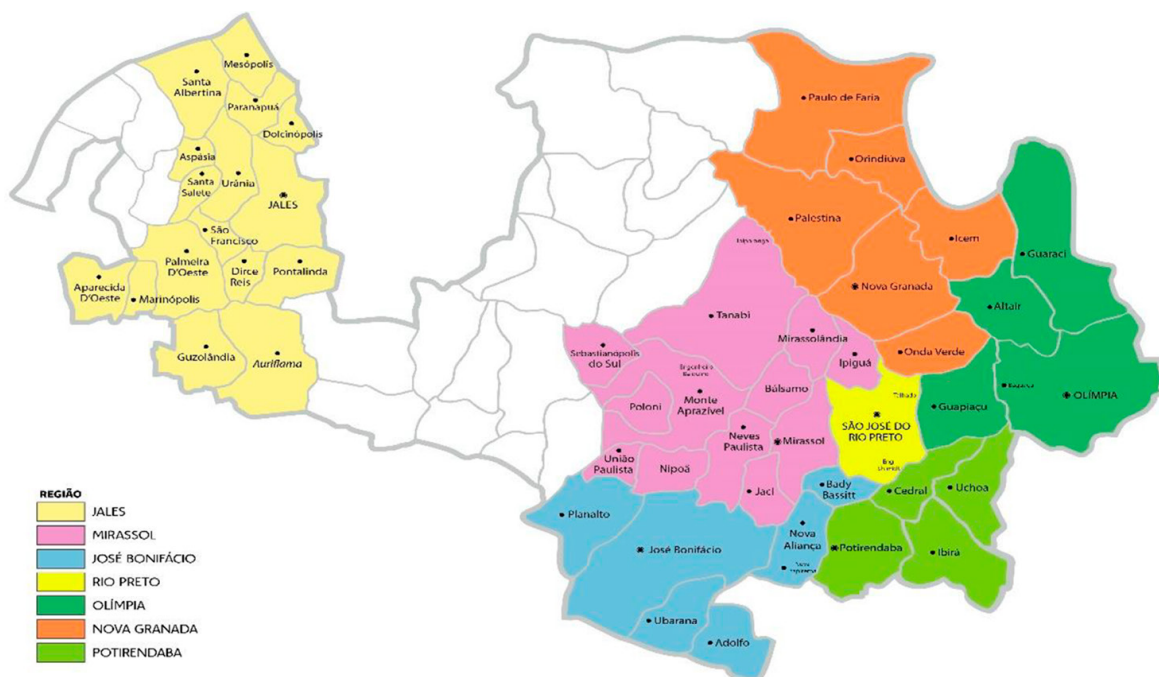 Mesópolis
Santa
Albertina
Paranapuá
Dolcinópolis
Aspásia
Santa
Salete
Urânia
JALES
São
Francisco
Palmeira
D'Oeste
Dirce
Reis
Pontalinda
Aparecida
D'Oeste
Marinópolis
Guzolândia
Auriflama
Paulo de Faria
Orindiúva
Palestina
Icem
Guaraci
Nova Granada
Altair
Tanabi
Mirassolândia
Ipiguá
Onda Verde
Sebastianópolis
do Sul
Monte
Aprazível
Bálsamo
Poloni
Neves
Paulista
Mirassol
SÃO JOSÉ DO
RIO PRETO
Guapiaçu
OLÍMPIA
União
Paulista
Nipoã
Jaci
Bady
Bassitt
Cedral
Uchoa
Planalto
José Bonifácio
Nova
Aliança
Potirendaba
Ibirá
Ubarana
Adolfo
REGIÃO
JALES
MIRASSOL
JOSÉ BONIFÁCIO
RIO PRETO
OLÍMPIA
NOVA GRANADA
POTIRENDABA